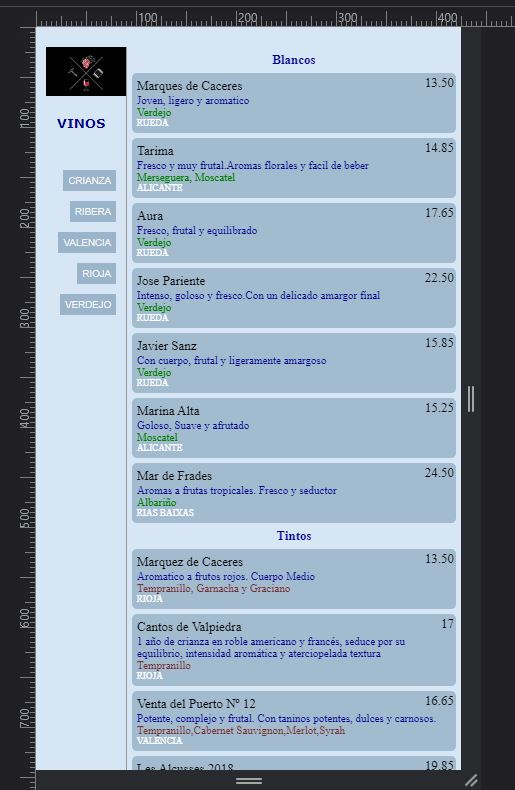 100
200
300
400
100
200
300
400
500
600
700
VINOS
CRIANZA
RIBERA
VALENCIA
RIOJA
VERDEJO
Blancos
Marques de Caceres 13.50
Joven, ligero y aromatico
Verdejo
RUEDA
Tarima 14.85
Fresco y muy frutal.Aromas florales y facil de beber
Merseguera, Moscatel
ALICANTE
Aura 17.65
Fresco, frutal y equilibrado
Verdejo
RUEDA
Jose Pariente 22.50
Intenso, goloso y fresco.Con un delicado amargor final
Verdejo
RUEDA
Javier Sanz 15.85
Con cuerpo, frutal y ligeramente amargoso
Verdejo
RUEDA
Marina Alta 15.25
Goloso, Suave y afrutado
Moscatel
ALICANTE
Mar de Frades 24.50
Aromas a frutas tropicales. Fresco y seductor
Albariño
RIAS BAIXAS
Tintos
Marquez de Caceres 13.50
Aromatico a frutos rojos. Cuerpo Medio
Tempranillo, Garnacha y Graciano
RIOJA
Cantos de Valpiedra 17
1 año de crianza en roble americano y francés, seduce por su
equilibrio, intensidad aromática y aterciopelada textura
Tempranillo
RIOJA
Venta del Puerto Nº 12 16.65
Potente, complejo y frutal. Con taninos potentes, dulces y carnosos.
Tempranillo,Cabernet Sauvignon,Merlot,Syrah
VALENCIA
Les Alcusses 2018 19.85